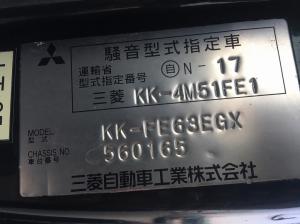 騒音型式指定車
運輸省
型式指定番号 自 N - 17
三菱 KK-4M51FE1
MODEL
型式 KK-FE63EGX
CHASSIS NO.
車台番号 560165
三菱自動車工業株式会社